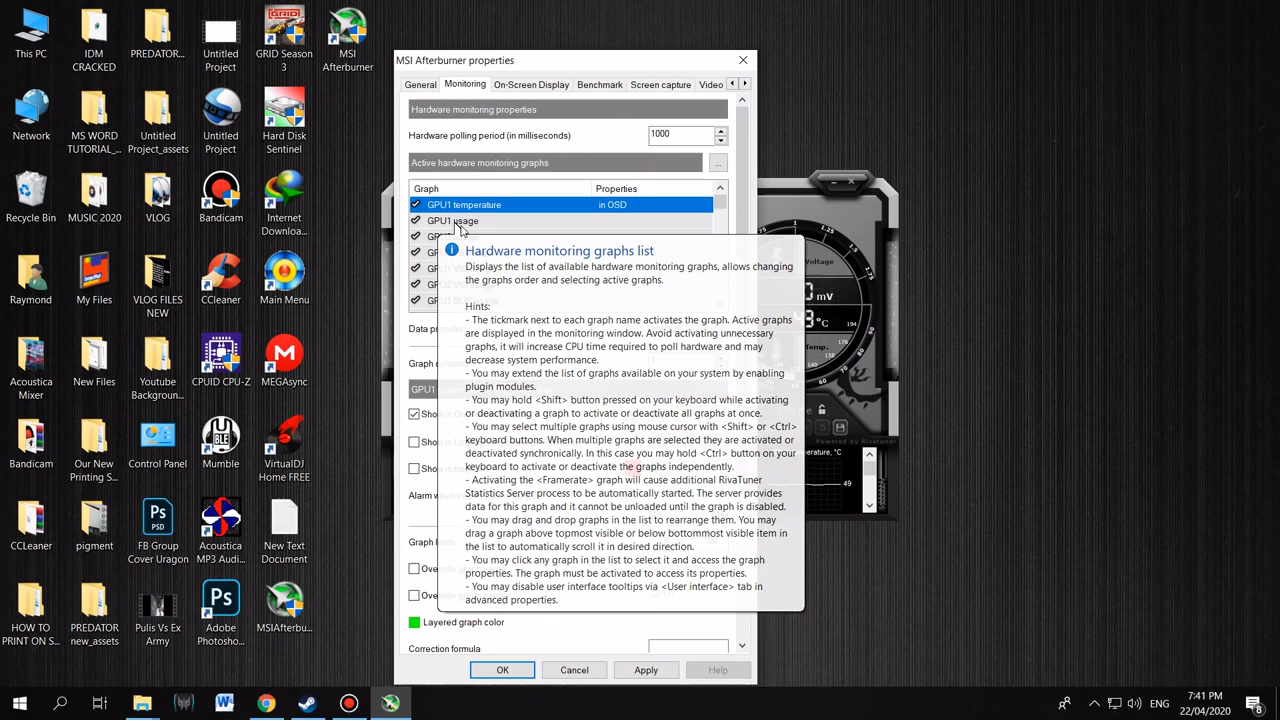 This PC
IDM
CRACKED
PREDATOR...
Untitled
Project
GRID Season
3
MSI
Afterburner
Network
MS WORD
TUTORIAL_...
Untitled
Project_assets
Untitled
Project
Hard Disk
Sentinel
Recycle Bin
MUSIC 2020
VLOG
Bandicam
Internet
Downloa...
Raymond
My Files
VLOG FILES
NEW
CCleaner
Main Menu
Acoustica
Mixer
New Files
Youtube
Backgroun...
CPUID CPU-Z
MEGAsync
Bandicam
Our New
Printing S...
Control Panel
Mumble
VirtualDJ
Home FREE
CCLeaner
pigment
FB Group
Cover Uragon
Acoustica
MP3 Audi...
New Text
Document
HOW TO
PRINT ON S...
PREDATOR
new_assets
Pulis Vs Ex
Army
Adobe
Photosho...
MSIAfterbu...
MSI Afterburner properties
General
Monitoring
On-Screen Display
Benchmark
Screen capture
Video
Hardware monitoring properties
Hardware polling period (in milliseconds)
1000
Active hardware monitoring graphs
...
Graph
Properties
GPU1 temperature
in OSD
GPU1 usage
Hardware monitoring graphs list
Displays the list of available hardware monitoring graphs, allows changing
the graphs order and selecting active graphs.
Hints:
- The tickmark next to each graph name activates the graph. Active graphs
are displayed in the monitoring window. Avoid activating unnecessary
graphs, it will increase CPU time required to poll hardware and may
decrease system performance.
- You may extend the list of graphs available on your system by enabling
plugin modules.
- You may hold <Shift> button pressed on your keyboard while activating
or deactivating a graph to activate or deactivate all graphs at once.
- You may select multiple graphs using mouse cursor with <Shift> or <Ctrl>
keyboard buttons. When multiple graphs are selected they are activated or
deactivated synchronically. In this case you may hold <Ctrl> button on your
keyboard to activate or deactivate the graphs independently.
- Activating the <Framerate> graph will cause additional RivaTuner
Statistics Server process to be automatically started. The server provides
data for this graph and it cannot be unloaded until the graph is disabled.
- You may drag and drop graphs in the list to rearrange them. You may
drag a graph above topmost visible or below bottommost visible item in
the list to automatically scroll it in desired direction.
- You may click any graph in the list to select it and access the graph
properties. The graph must be activated to access its properties.
- You may disable user interface tooltips via <User interface> tab in
advanced properties.
Data
Graph
GPU1
Show
Show
Show in
Alarm when
Graph
Layered graph color
Correction formula
OK
Cancel
Apply
Help
Voltage
mV
°C
194
Temp.
60
Powered by Rivatuner
49
ENG
7:41 PM
22/04/2020
8